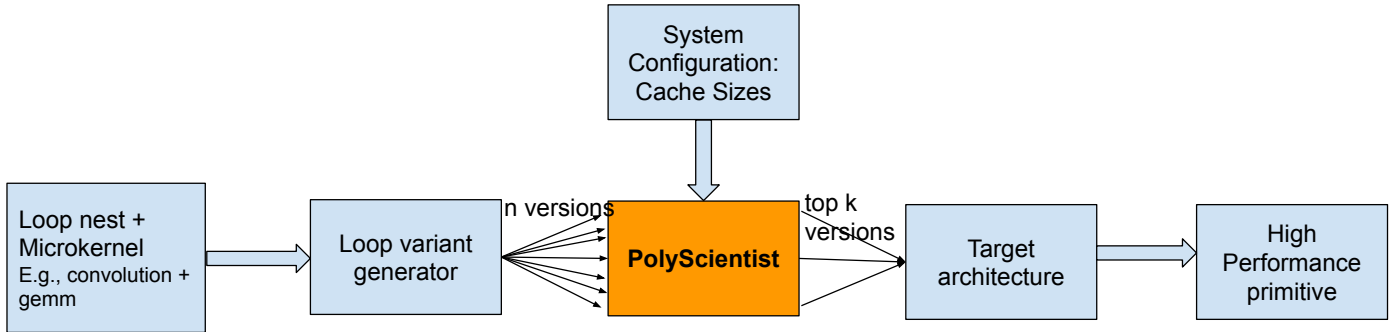 System
Configuration:
Cache Sizes
Loop nest +
Microkernel
E.g., convolution +
gemm
Loop variant
generator
n versions
PolyScientist
top k
versions
Target
architecture
High
Performance
primitive